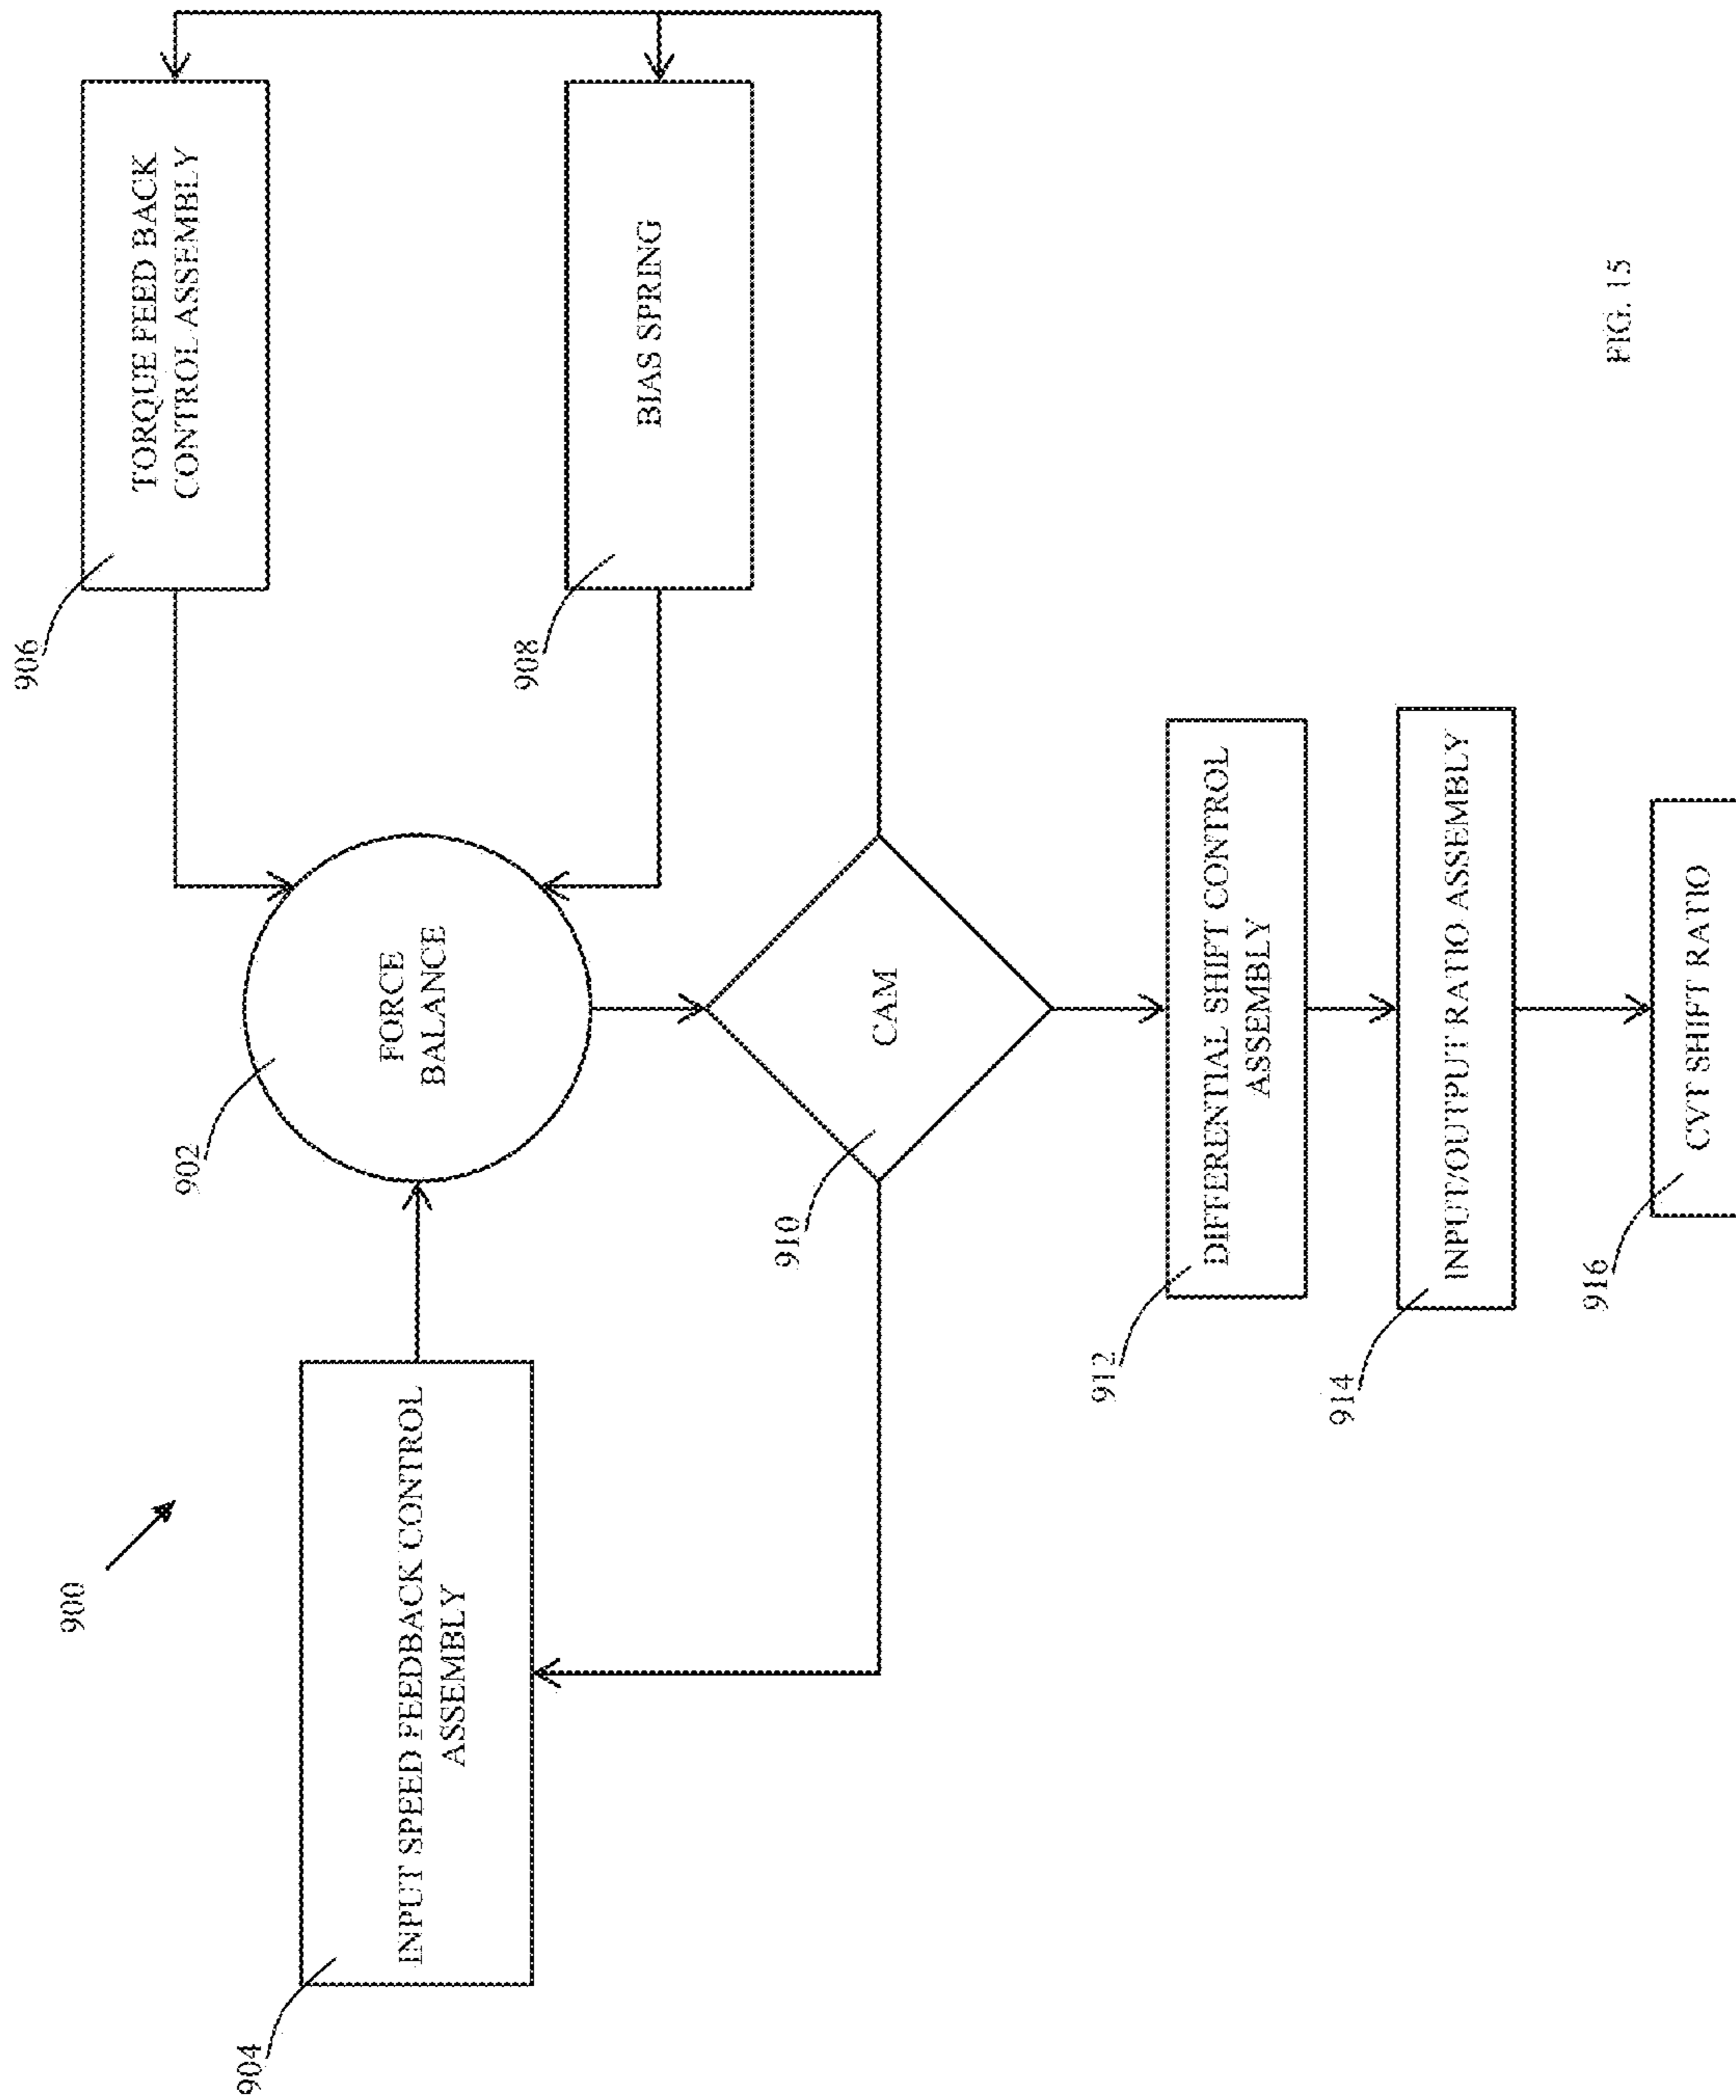 900
904
INPUT SPEED FEEDBACK CONTROL
ASSEMBLY
902
FORCE
BALANCE
906
TORQUE FEED BACK
CONTROL ASSEMBLY
908
BIAS SPRING
910
CAM
912
DIFFERENTIAL SHIFT CONTROL
ASSEMBLY
914
INPUT/OUTPUT RATIO ASSEMBLY
916
CVT SHIFT RATIO
FIG. 15